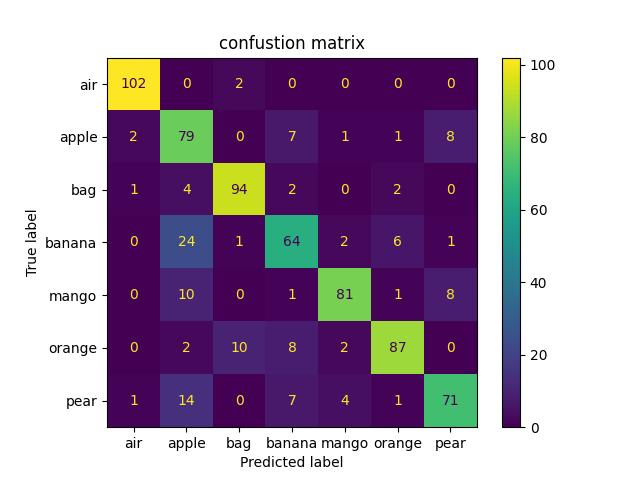 confustion matrix
air 102 0 2 0 0 0 0
apple 2 79 0 7 1 1 8
bag 1 4 94 2 0 2 0
banana 0 24 1 64 2 6 1
mango 0 10 0 1 81 1 8
orange 0 2 10 8 2 87 0
pear 1 14 0 7 4 1 71
air apple bag banana mango orange pear
Predicted label
True label
100
80
60
40
20
0